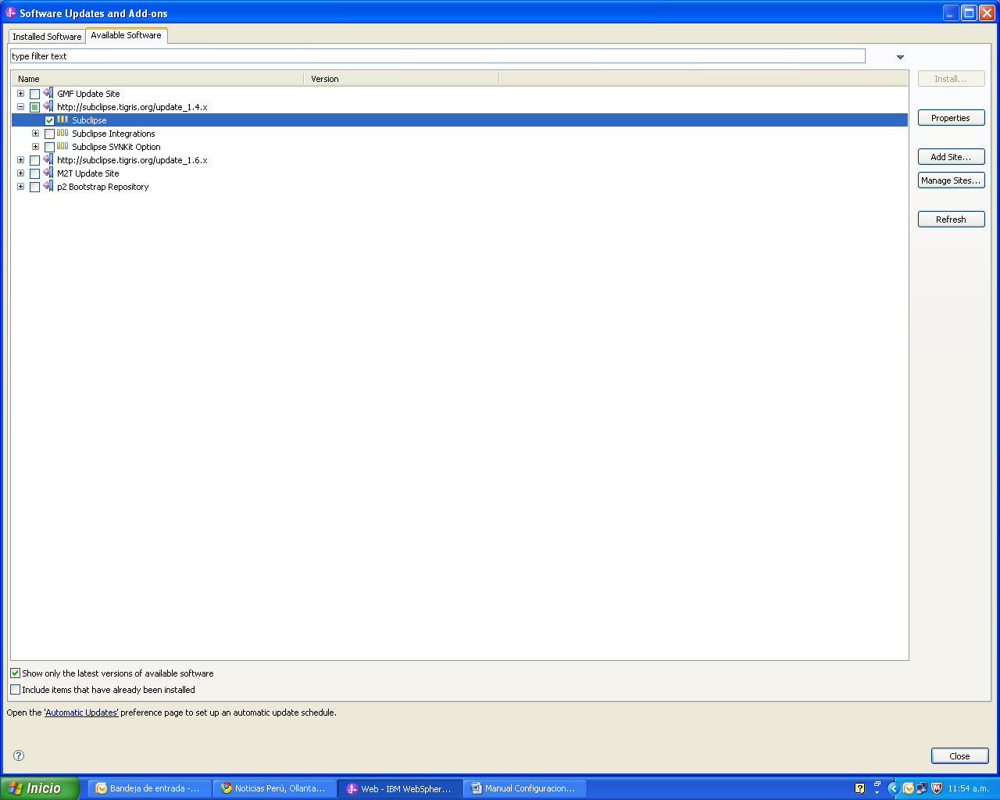 Software Updates and Add-ons
Installed Software
Available Software
type filter text
Name Version
Install...
GMF Update Site
http://subclipse.tigris.org/update_1.4.x
Subclipse
Properties
Subclipse Integrations
Subclipse SVNKit Option
http://subclipse.tigris.org/update_1.6.x
Add Site...
M2T Update Site
Manage Sites...
p2 Bootstrap Repository
Refresh
Show only the latest versions of available software
Include items that have already been installed
Open the 'Automatic Updates' preference page to set up an automatic update schedule.
?
Close
Inicio
Bandeja de entrada -...
Noticias Perú, Ollanta...
Web - IBM WebSpher...
Manual Configuracion...
11:54 a.m.